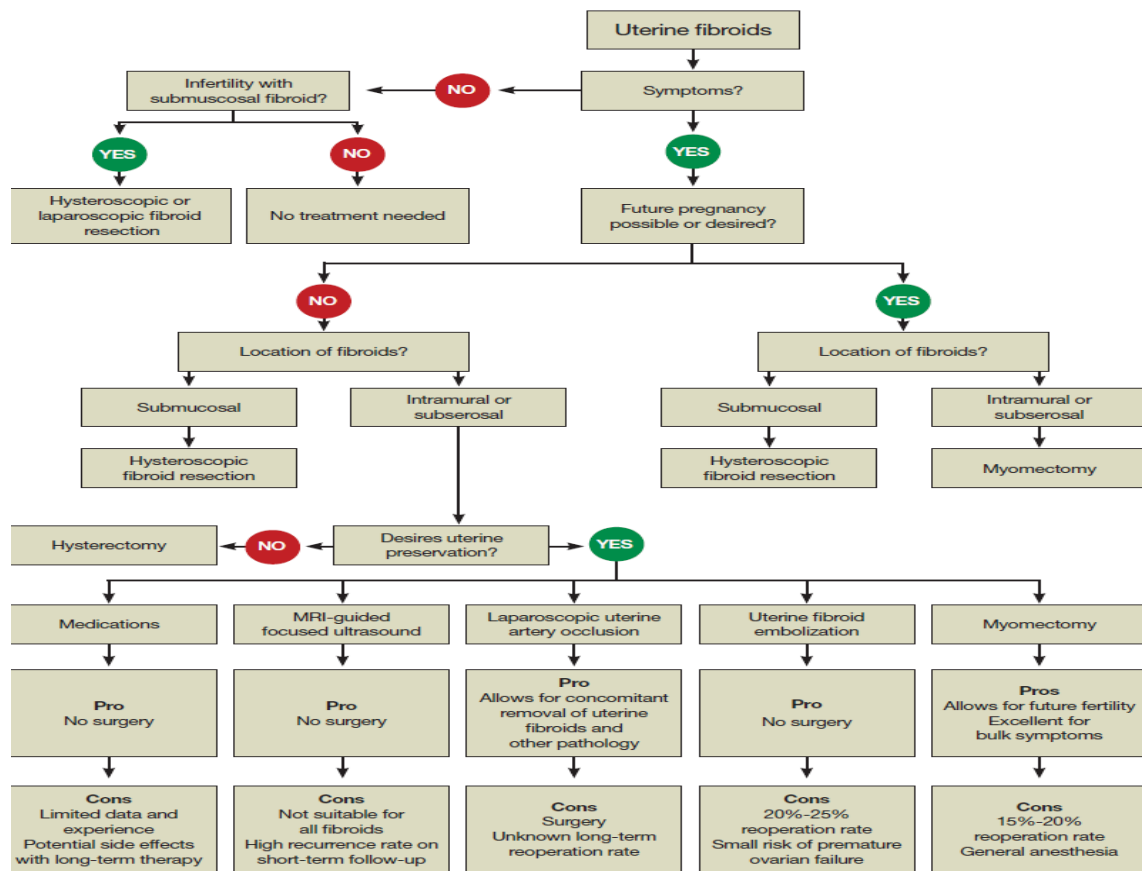 Uterine fibroids
Infertility with
submuscosal fibroid?
NO
Symptoms?
YES
NO
YES
Hysteroscopic or
laparoscopic fibroid
resection
No treatment needed
Future pregnancy
possible or desired?
NO
YES
Location of fibroids?
Location of fibroids?
Submucosal
Intramural or
subserosal
Submucosal
Intramural or
subserosal
Hysteroscopic
fibroid resection
Hysteroscopic
fibroid resection
Myomectomy
Hysterectomy
NO
Desires uterine
preservation?
YES
Medications
MRI-guided
focused ultrasound
Laparoscopic uterine
artery occlusion
Uterine fibroid
embolization
Myomectomy
Pro
No surgery
Pro
No surgery
Pro
Allows for concomitant
removal of uterine
fibroids and
other pathology
Pro
No surgery
Pros
Allows for future fertility
Excellent for
bulk symptoms
Cons
Limited data and
experience
Potential side effects
with long-term therapy
Cons
Not suitable for
all fibroids
High recurrence rate on
short-term follow-up
Cons
Surgery
Unknown long-term
reoperation rate
Cons
20%-25%
reoperation rate
Small risk of premature
ovarian failure
Cons
15%-20%
reoperation rate
General anesthesia